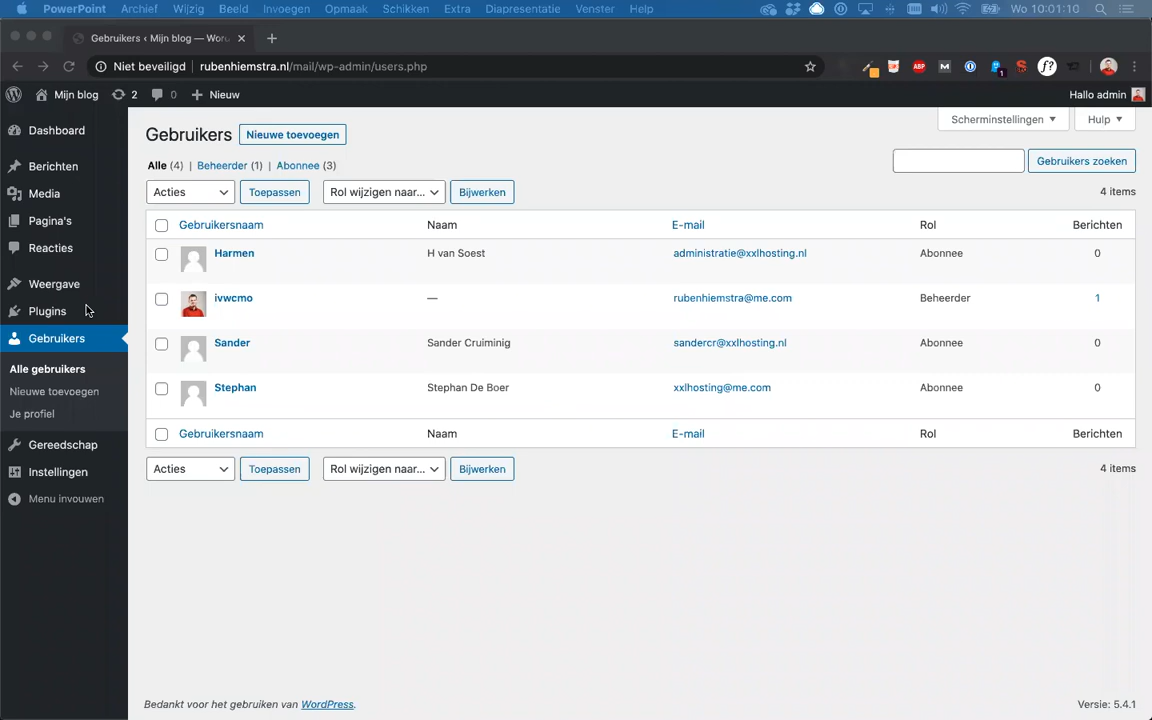 PowerPoint Archief Wijzig Beeld Invoegen Opmaak Schikken Extra Diapresentatie Venster Help Wo 10:01:10
Gebruikers ‹ Mijn blog — Wor
Niet beveiligd rubenhiemstra.nl/mail/wp-admin/users.php
ABP M 1 f?
Mijn blog 2 0 Nieuw Hallo admin
Dashboard
Berichten
Media
Pagina's
Reacties
Weergave
Plugins
Gebruikers
Alle gebruikers
Nieuwe toevoegen
Je profiel
Gereedschap
Instellingen
Menu invouwen
Scherminstellingen Hulp
Gebruikers Nieuwe toevoegen
Alle (4) | Beheerder (1) | Abonnee (3) Gebruikers zoeken
Acties Toepassen Rol wijzigen naar... Bijwerken 4 items
Gebruikersnaam Naam E-mail Rol Berichten
Harmen H van Soest administratie@xxlhosting.nl Abonnee 0
ivwcmo — rubenhiemstra@me.com Beheerder 1
Sander Sander Cruiminig sandercr@xxlhosting.nl Abonnee 0
Stephan Stephan De Boer xxlhosting@me.com Abonnee 0
Gebruikersnaam Naam E-mail Rol Berichten
Acties Toepassen Rol wijzigen naar... Bijwerken 4 items
Bedankt voor het gebruiken van WordPress. Versie: 5.4.1